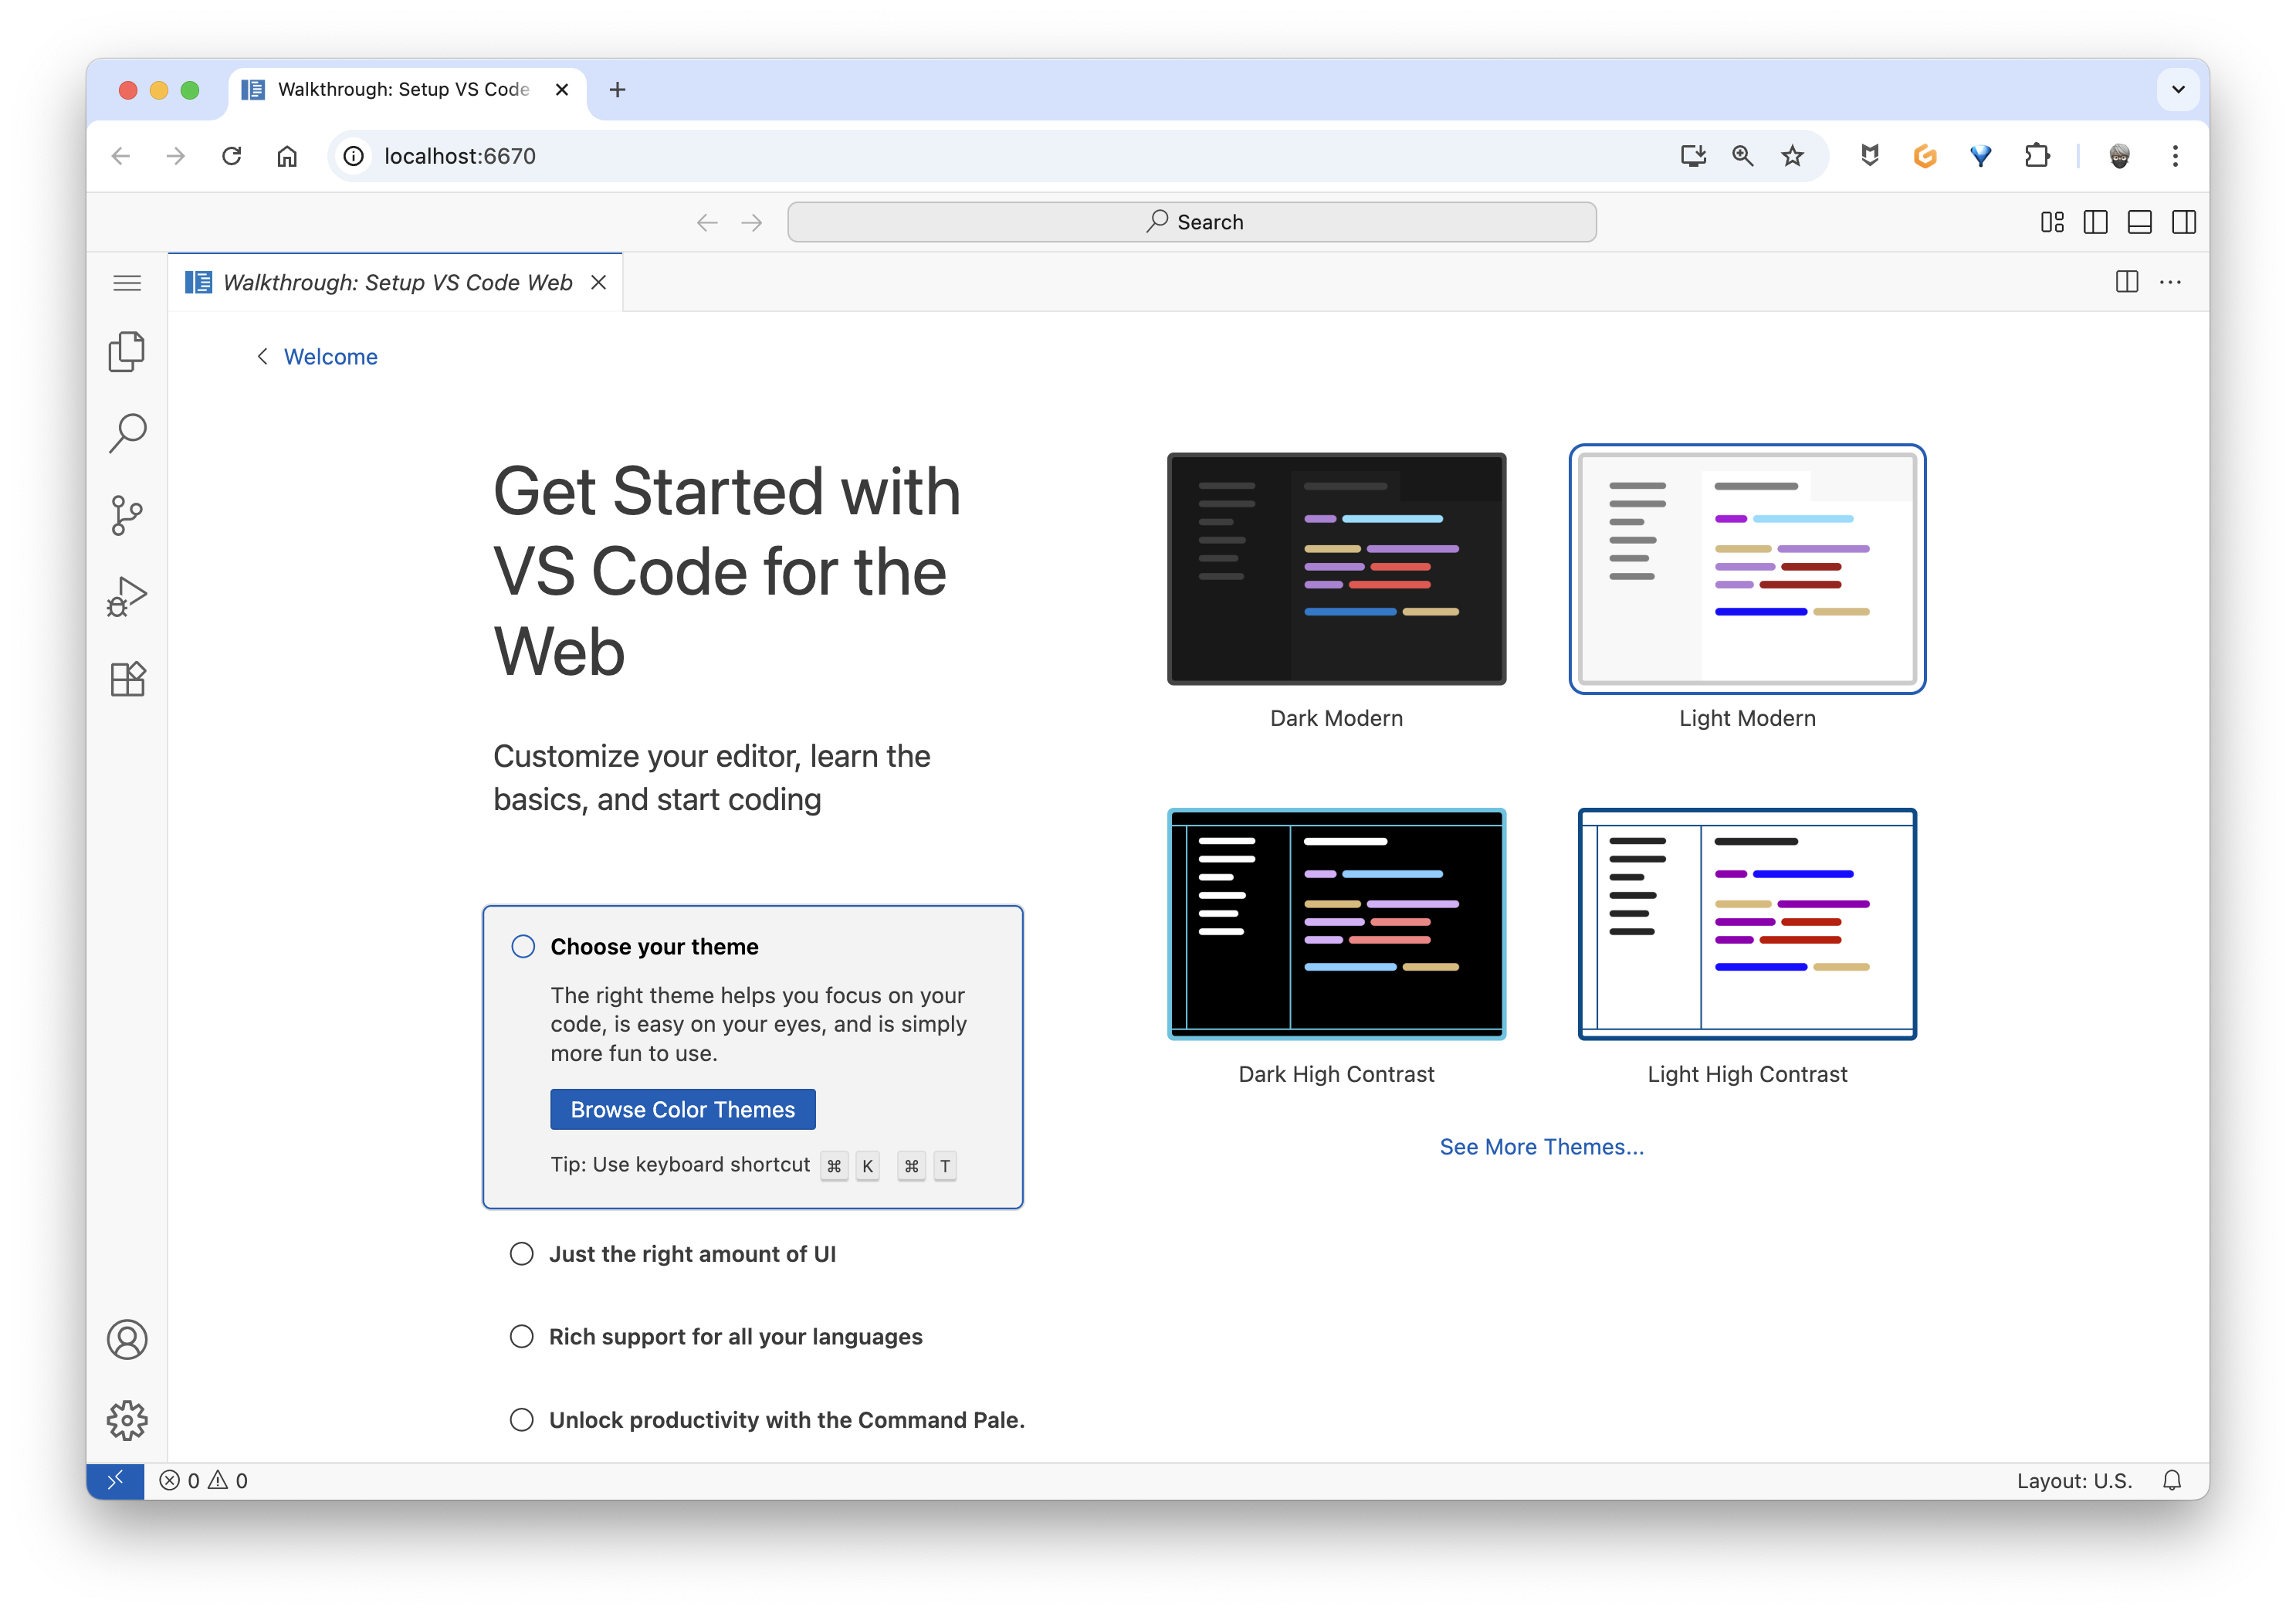 Walkthrough: Setup VS Code
localhost:6670
Search
Walkthrough: Setup VS Code Web
Welcome
Get Started with
VS Code for the
Web
Customize your editor, learn the
basics, and start coding
Choose your theme
The right theme helps you focus on your
code, is easy on your eyes, and is simply
more fun to use.
Browse Color Themes
Tip: Use keyboard shortcut ⌘ K ⌘ T
Just the right amount of UI
Rich support for all your languages
Unlock productivity with the Command Pale.
Dark Modern
Light Modern
Dark High Contrast
Light High Contrast
See More Themes...
0 0
Layout: U.S.